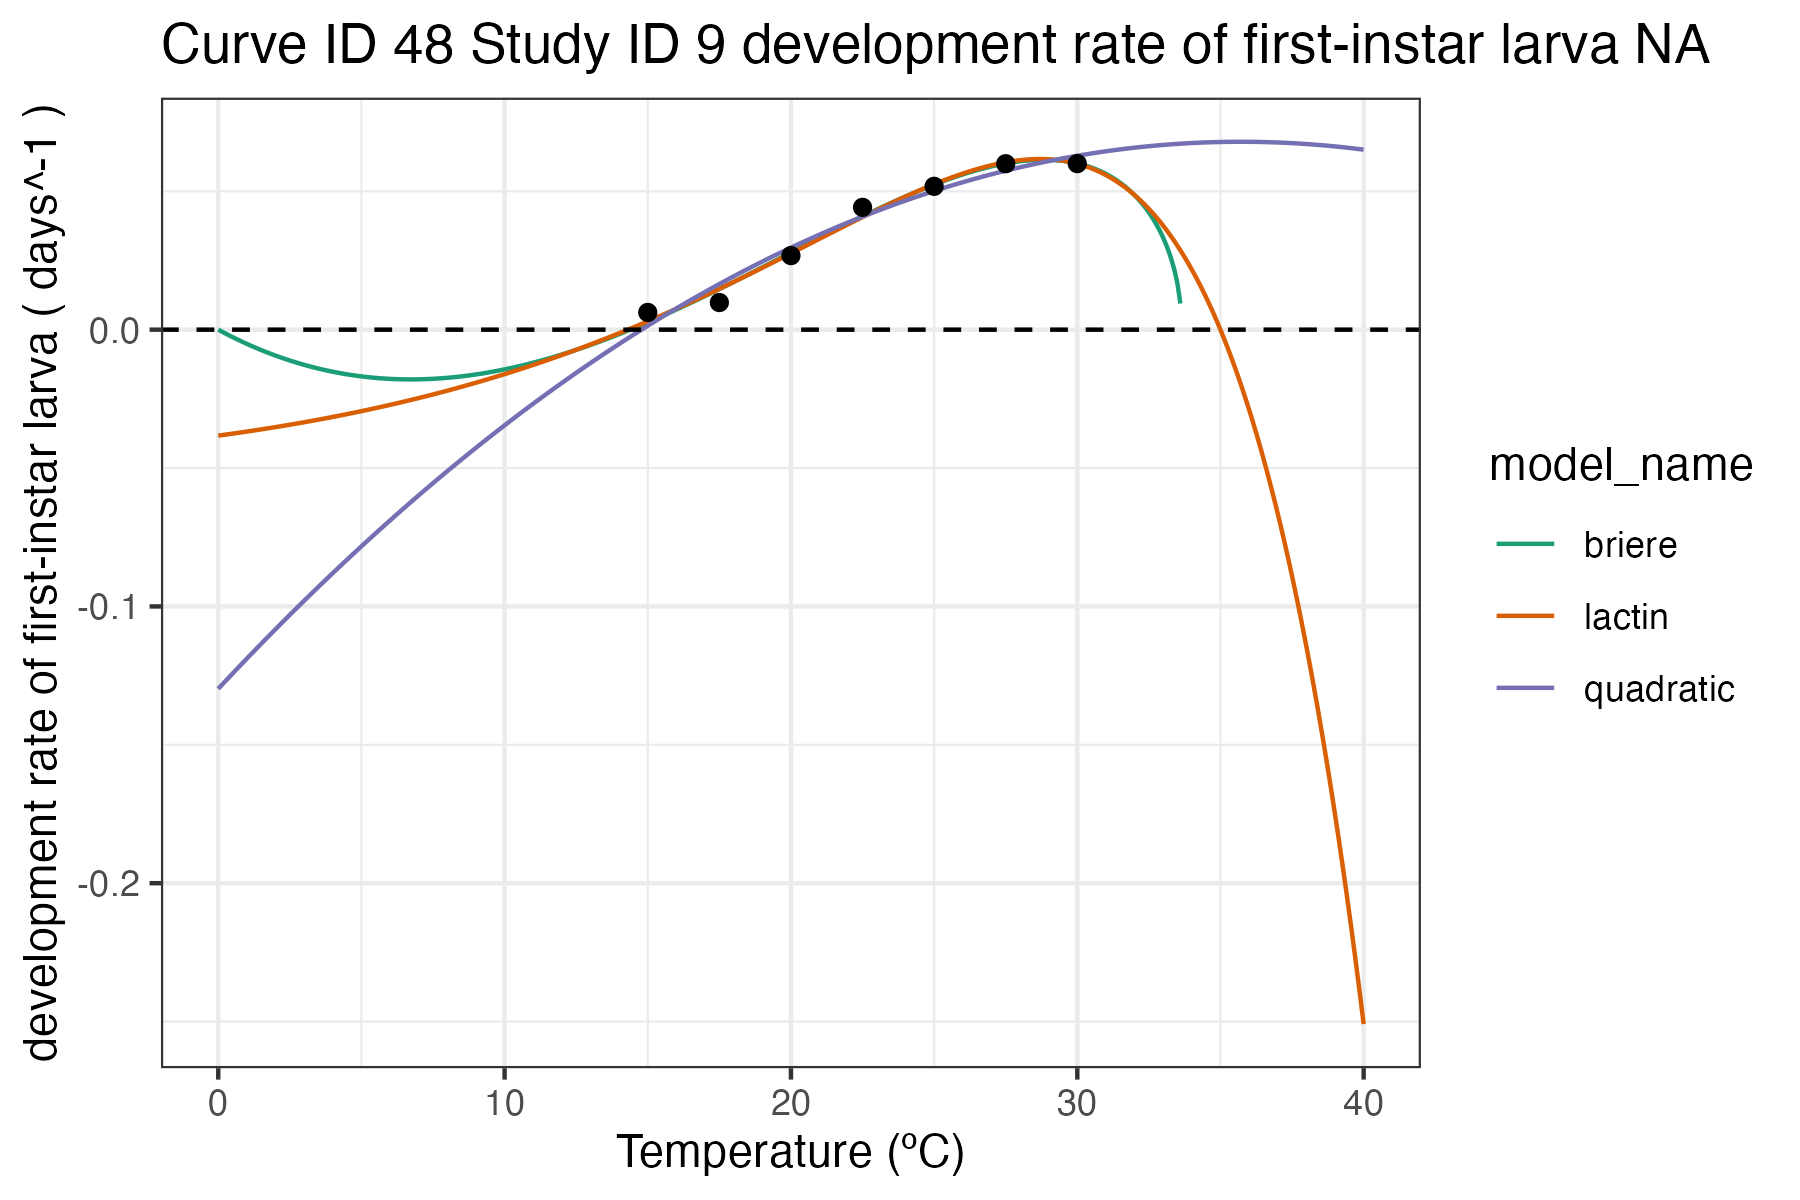 Curve ID 48 Study ID 9 development rate of first-instar larva NA
development rate of first-instar larva ( days^-1 )
0.0
-0.1
-0.2
0 10 20 30 40
Temperature (ºC)
model_name
briere
lactin
quadratic